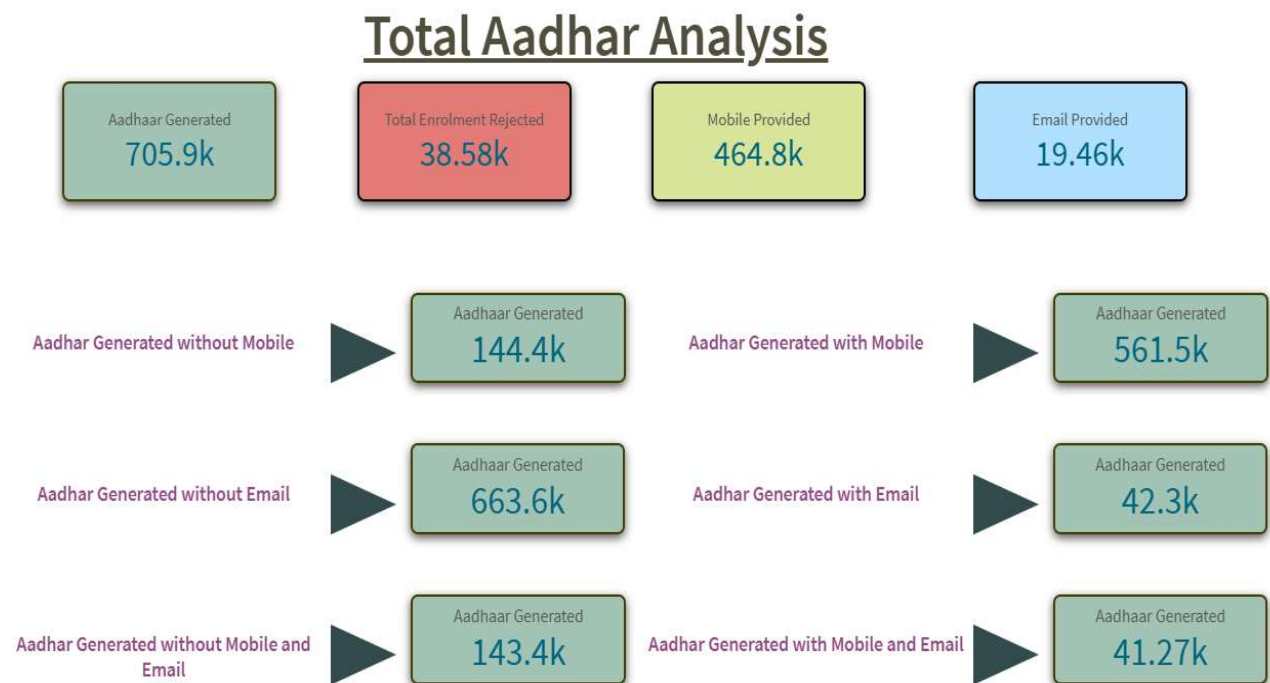 Total Aadhar Analysis
Aadhaar Generated
705.9k
Total Enrolment Rejected
38.58k
Mobile Provided
464.8k
Email Provided
19.46k
Aadhar Generated without Mobile
Aadhaar Generated
144.4k
Aadhar Generated with Mobile
Aadhaar Generated
561.5k
Aadhar Generated without Email
Aadhaar Generated
663.6k
Aadhar Generated with Email
Aadhaar Generated
42.3k
Aadhar Generated without Mobile and
Email
Aadhaar Generated
143.4k
Aadhar Generated with Mobile and Email
Aadhaar Generated
41.27k